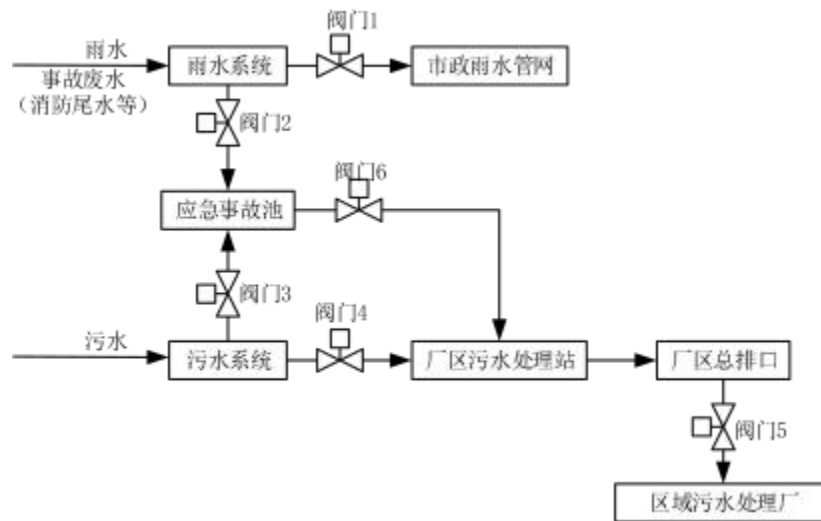 阀门1
雨水
雨水系统
市政雨水管网
事故废水
（消防尾水等）
阀门2
阀门6
应急事故池
阀门3
阀门4
污水
污水系统
厂区污水处理站
厂区总排口
阀门5
区域污水处理厂